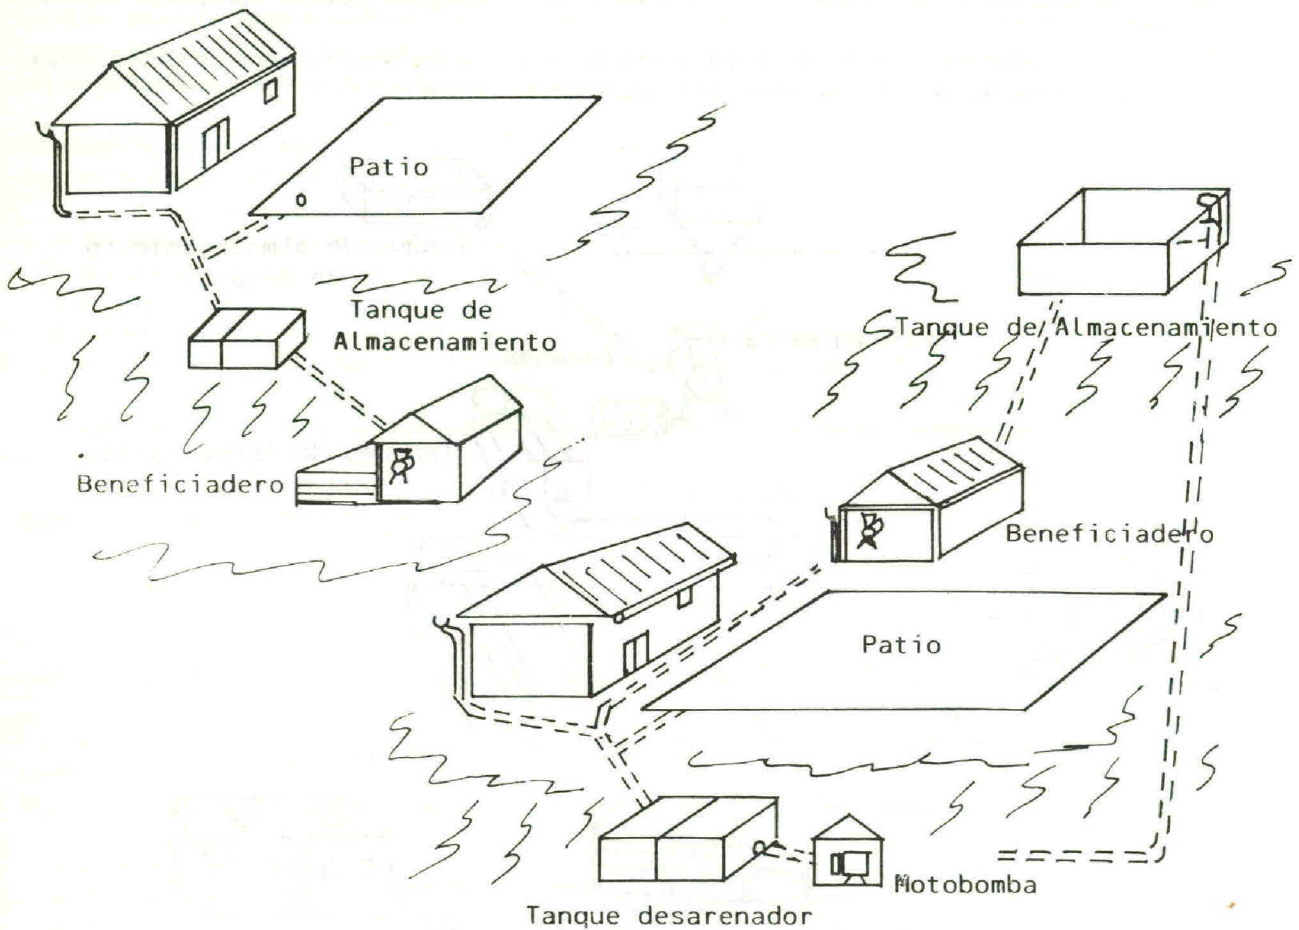 Patio
Tanque de
Almacenamiento
Tanque de Almacenamiento
Beneficiadero
Beneficiadero
Patio
Motobomba
Tanque desarenador